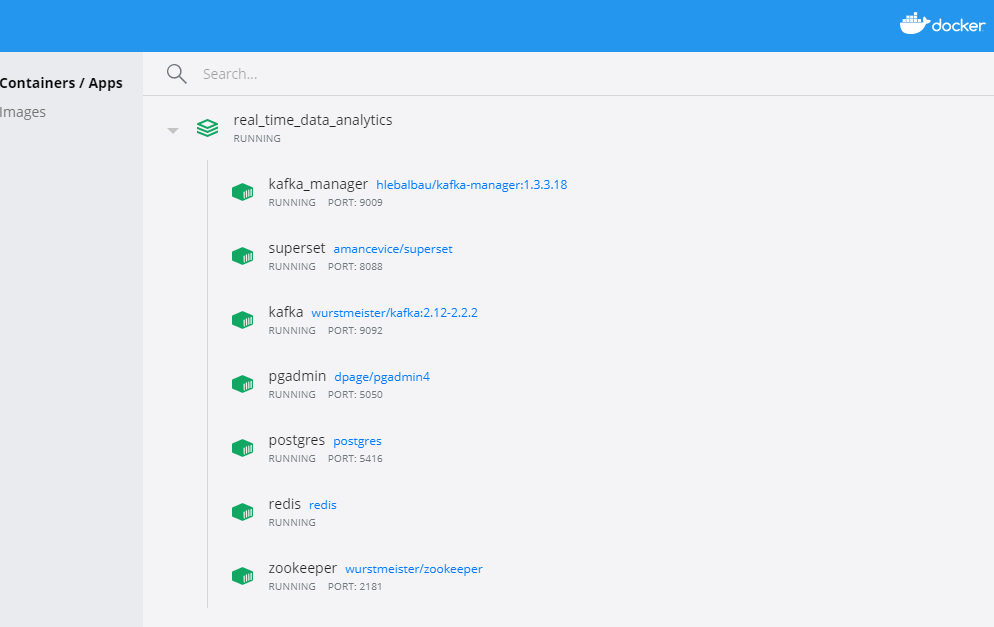 docker
Containers / Apps
Images
Search...
real_time_data_analytics
RUNNING
kafka_manager hlebalbau/kafka-manager:1.3.3.18
RUNNING PORT: 9009
superset amancevice/superset
RUNNING PORT: 8088
kafka wurstmeister/kafka:2.12-2.2.2
RUNNING PORT: 9092
pgadmin dpage/pgadmin4
RUNNING PORT: 5050
postgres postgres
RUNNING PORT: 5416
redis redis
RUNNING
zookeeper wurstmeister/zookeeper
RUNNING PORT: 2181